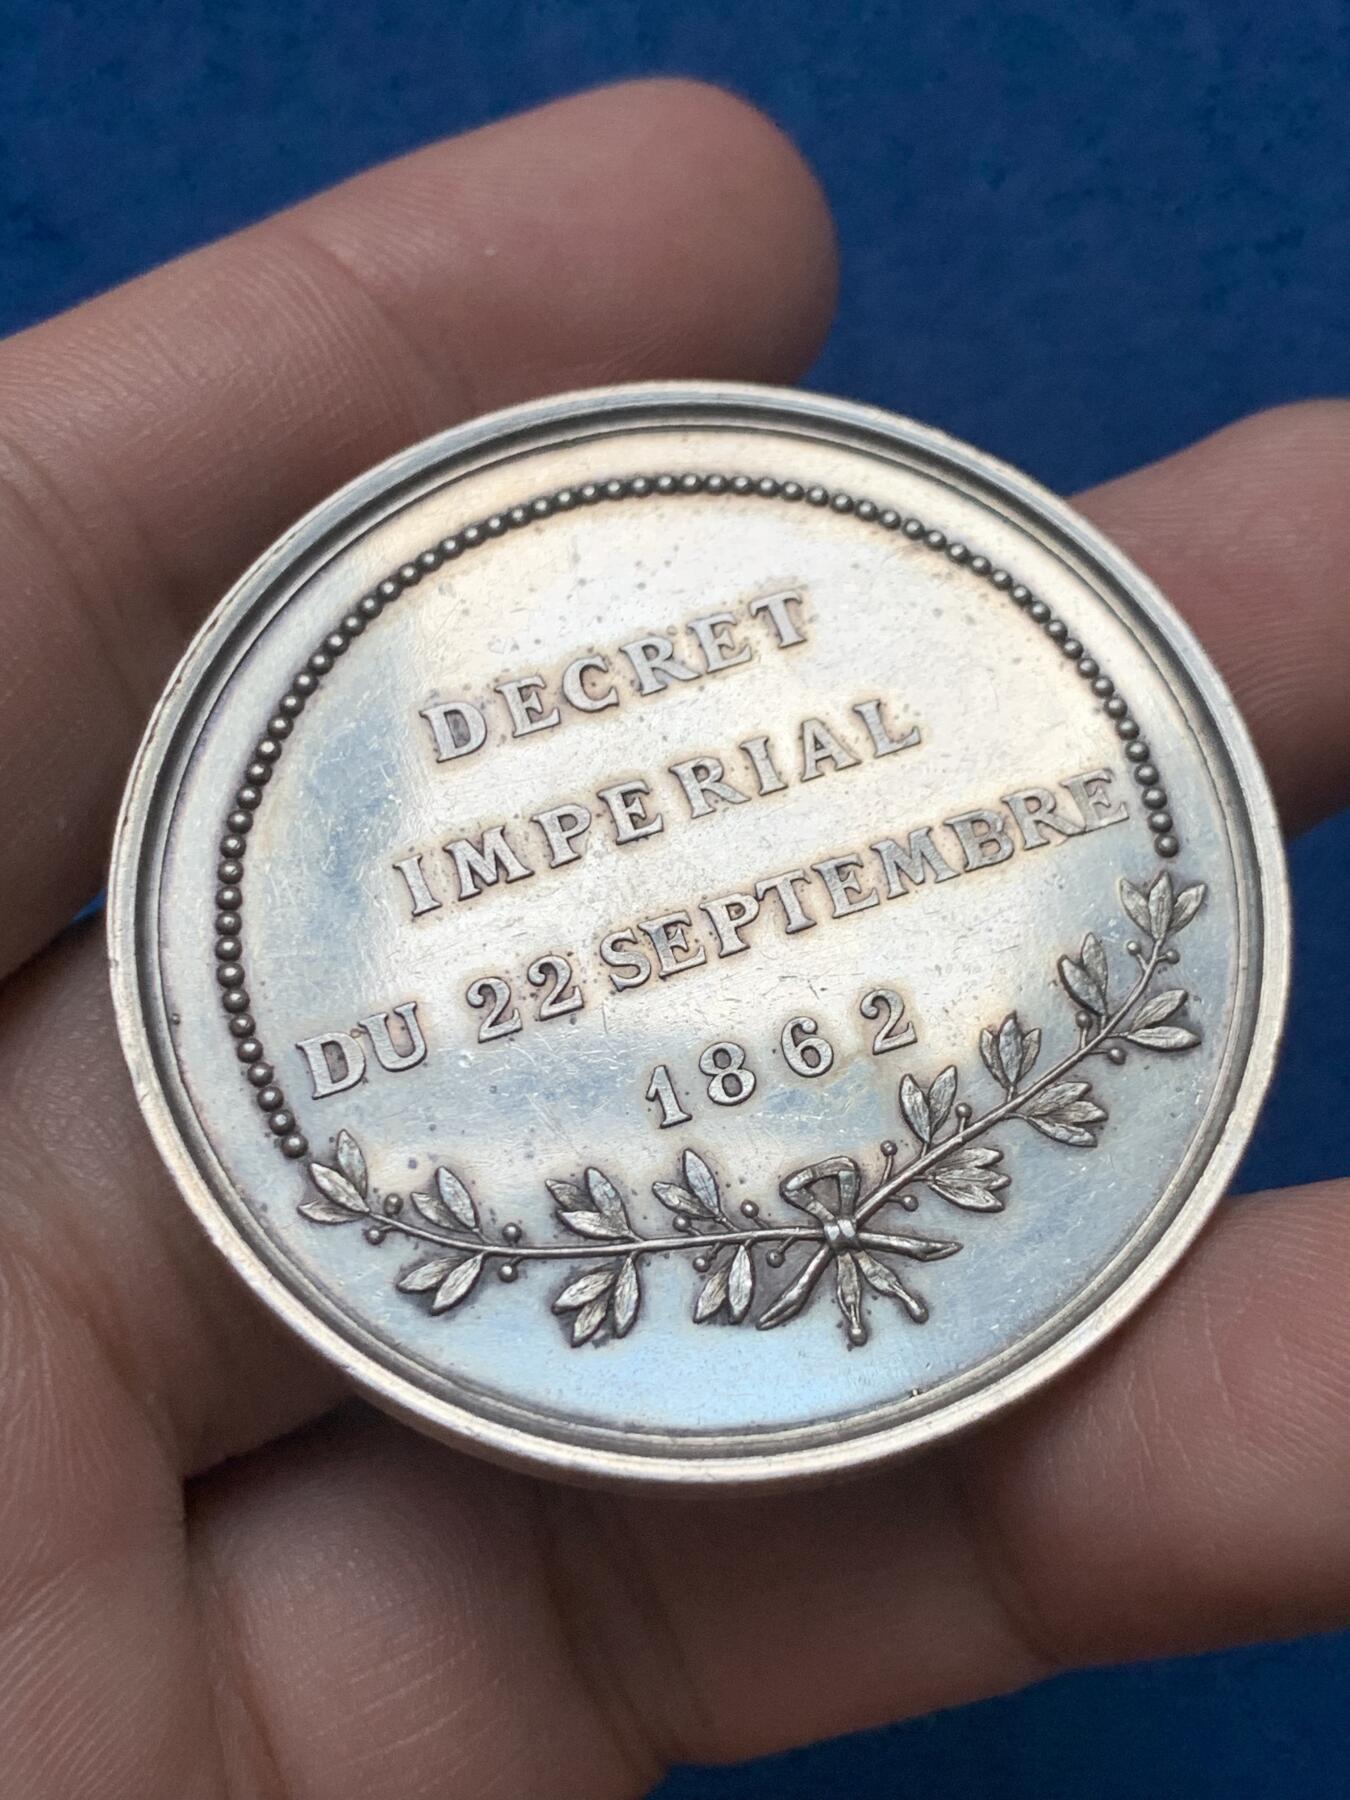 DECRET
IMPERIAL
DU 22 SEPTEMBRE
1862